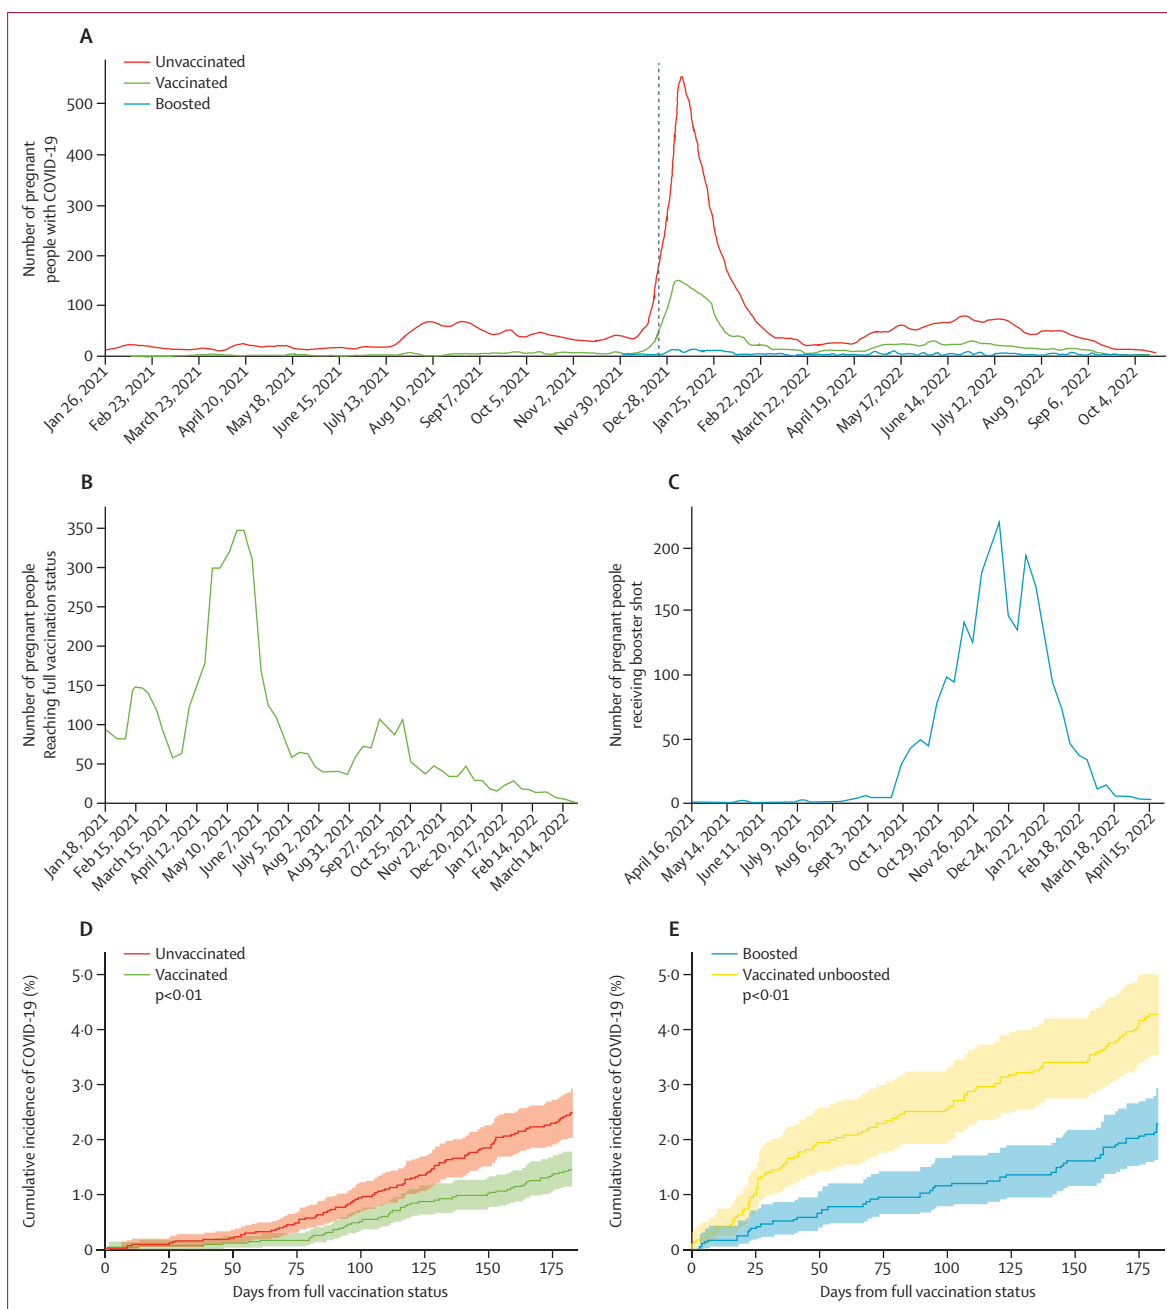 A
Unvaccinated
Vaccinated
Boosted
Number of pregnant
people with COVID-19
500
400
300
200
100
0
Jan 26, 2021
Feb 23, 2021
March 23, 2021
April 20, 2021
May 18, 2021
June 15, 2021
July 13, 2021
Aug 10, 2021
Sept 7, 2021
Oct 5, 2021
Nov 2, 2021
Nov 30, 2021
Dec 28, 2021
Jan 25, 2022
Feb 22, 2022
March 22, 2022
April 19, 2022
May 17, 2022
June 14, 2022
July 12, 2022
Aug 9, 2022
Sep 6, 2022
Oct 4, 2022
B
Number of pregnant people
Reaching full vaccination status
350
300
250
200
150
100
50
0
Jan 18, 2021
Feb 15, 2021
March 15, 2021
April 12, 2021
May 10, 2021
June 7, 2021
July 5, 2021
Aug 2, 2021
Aug 31, 2021
Sep 27, 2021
Oct 25, 2021
Nov 22, 2021
Dec 20, 2021
Jan 17, 2022
Feb 14, 2022
March 14, 2022
C
Number of pregnant people
receiving booster shot
200
150
100
50
0
April 16, 2021
May 14, 2021
June 11, 2021
July 9, 2021
Aug 6, 2021
Sept 3, 2021
Oct 1, 2021
Oct 29, 2021
Nov 26, 2021
Dec 24, 2021
Jan 22, 2022
Feb 18, 2022
March 18, 2022
April 15, 2022
D
Unvaccinated
Vaccinated
p<0·01
Cumulative incidence of COVID-19 (%)
5·0
4·0
3·0
2·0
1·0
0
0
25
50
75
100
125
150
175
Days from full vaccination status
E
Boosted
Vaccinated unboosted
p<0·01
Cumulative incidence of COVID-19 (%)
5·0
4·0
3·0
2·0
1·0
0
0
25
50
75
100
125
150
175
Days from full vaccination status